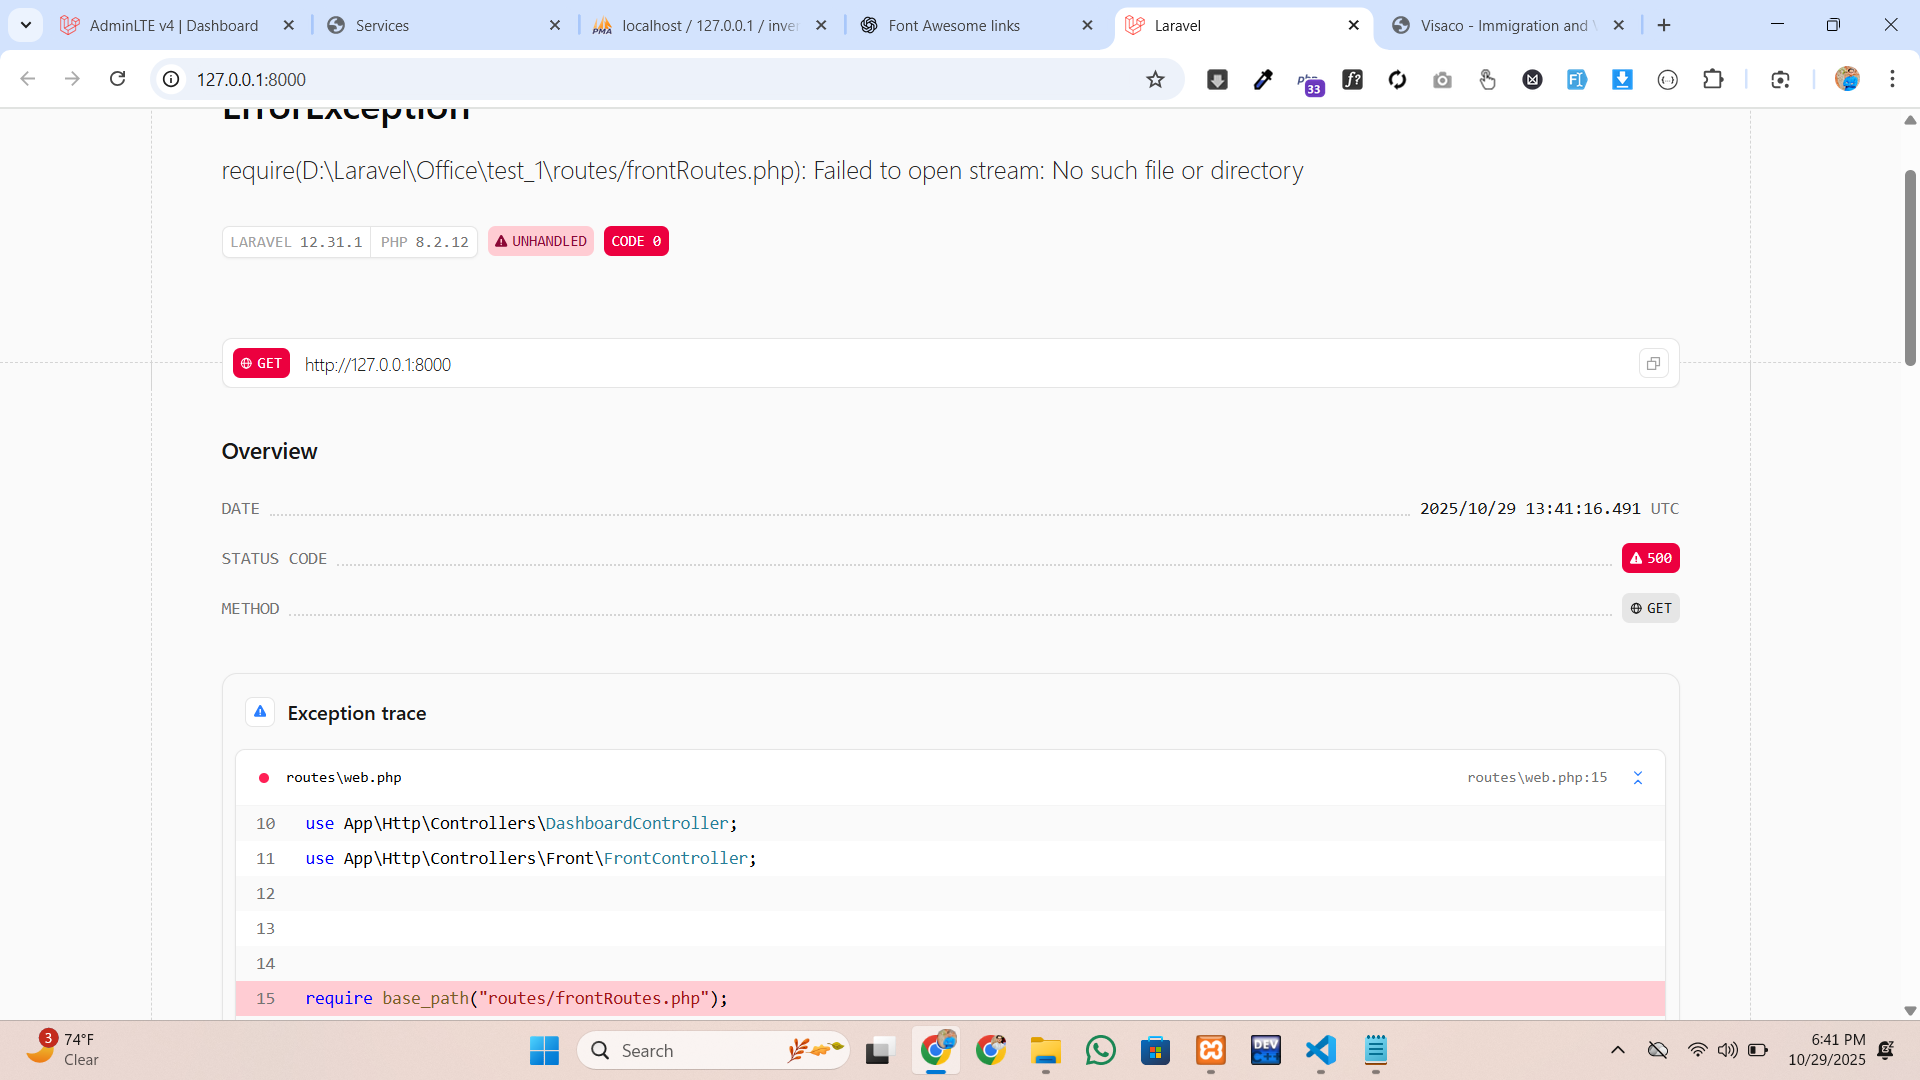 AdminLTE v4 | Dashboard
Services
localhost / 127.0.0.1 / inver
Font Awesome links
Laravel
Visaco - Immigration and V
127.0.0.1:8000
33
ErrorException
require(D:\Laravel\Office\test_1\routes/frontRoutes.php): Failed to open stream: No such file or directory
LARAVEL 12.31.1 PHP 8.2.12 UNHANDLED CODE 0
GET http://127.0.0.1:8000
Overview
DATE 2025/10/29 13:41:16.491 UTC
STATUS CODE 500
METHOD GET
Exception trace
routes\web.php routes\web.php:15
10 use App\Http\Controllers\DashboardController;
11 use App\Http\Controllers\Front\FrontController;
12
13
14
15 require base_path("routes/frontRoutes.php");
3
74°F
Clear
Search
DEV
C++
6:41 PM
10/29/2025